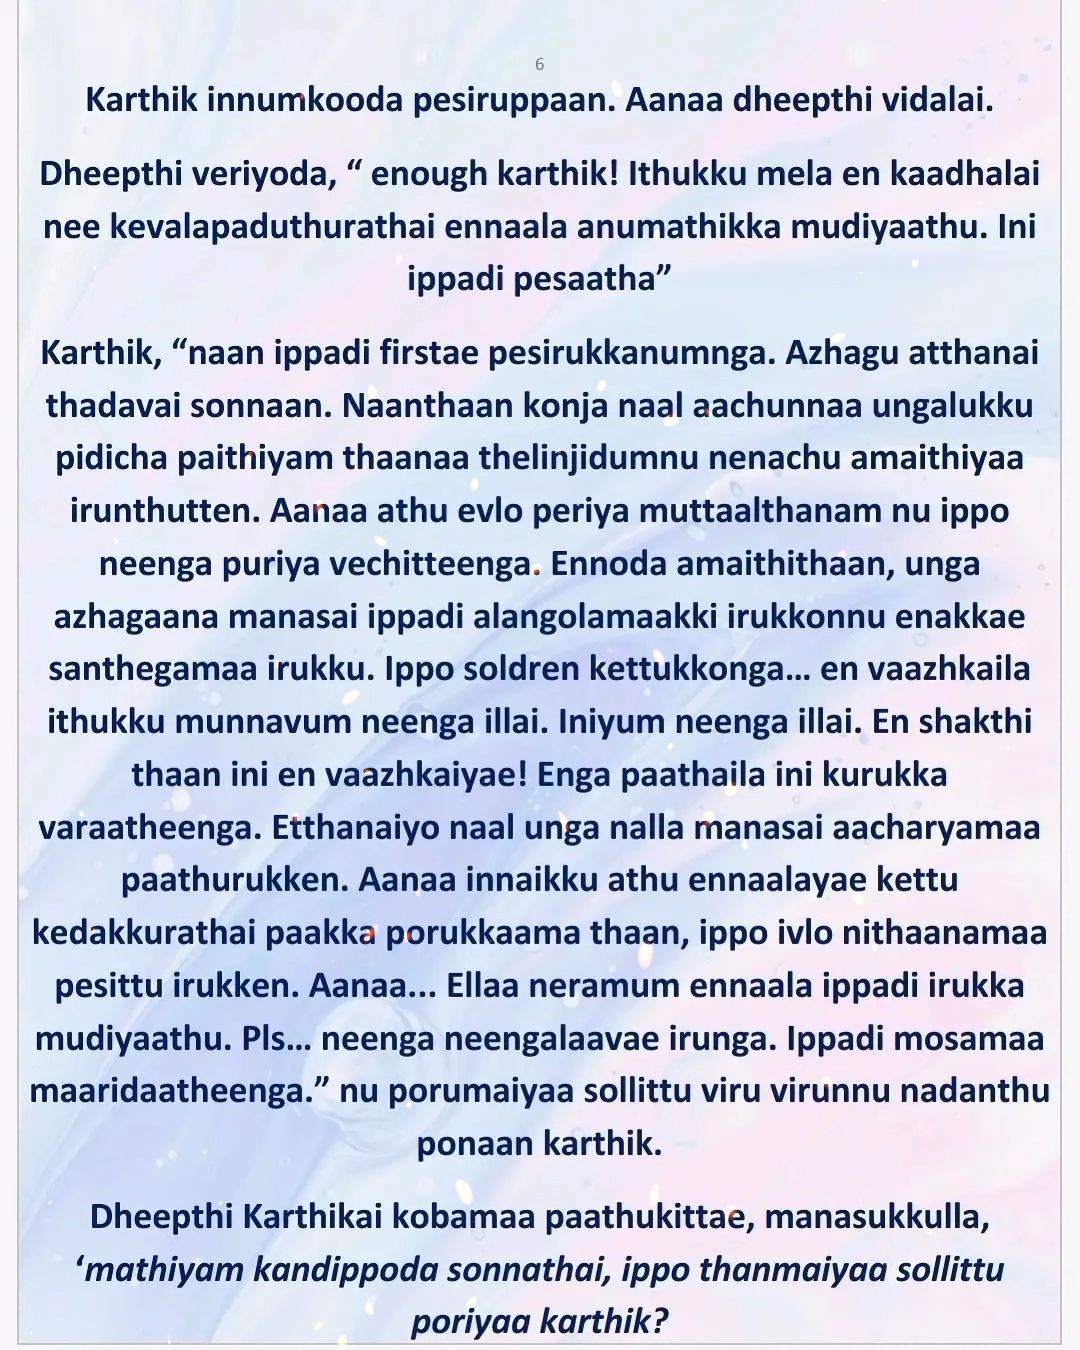 6
Karthik innumkooda pesiruppaan. Aanaa dheepthi vidalai.
Dheepthi veriyoda, “ enough karthik! Ithukku mela en kaadhalai
nee kevalapaduthurathai ennaala anumathikka mudiyaathu. Ini
ippadi pesaatha”
Karthik, “naan ippadi firstae pesirukkanumnga. Azhagu atthanai
thadavai sonnaan. Naanthaan konja naal aachunnaa ungalukku
pidicha paithiyam thaanaa thelinjidumnu nenachu amaithiyaa
irunthutten. Aanaa athu evlo periya muttaalthanam nu ippo
neenga puriya vechitteenga. Ennoda amaithithaan, unga
azhagaana manasai ippadi alangolamaakki irukkonnu enakkae
santhegamaa irukku. Ippo soldren kettukkonga... en vaazhkaila
ithukku munnavum neenga illai. Iniyum neenga illai. En shakthi
thaan ini en vaazhkaiyae! Enga paathaila ini kurukka
varaatheenga. Etthanaiyo naal unga nalla manasai aacharyamaa
paathurukken. Aanaa innaikku athu ennaalayae kettu
kedakkurathai paakka porukkaama thaan, ippo ivlo nithaanamaa
pesittu irukken. Aanaa... Ellaa neramum ennaala ippadi irukka
mudiyaathu. Pls... neenga neengalaavae irunga. Ippadi mosamaa
maaridaatheenga.” nu porumaiyaa sollittu viru virunnu nadanthu
ponaan karthik.
Dheepthi Karthikai kobamaa paathukittae, manasukkulla,
‘mathiyam kandippoda sonnathai, ippo thanmaiyaa sollittu
poriyaa karthik?